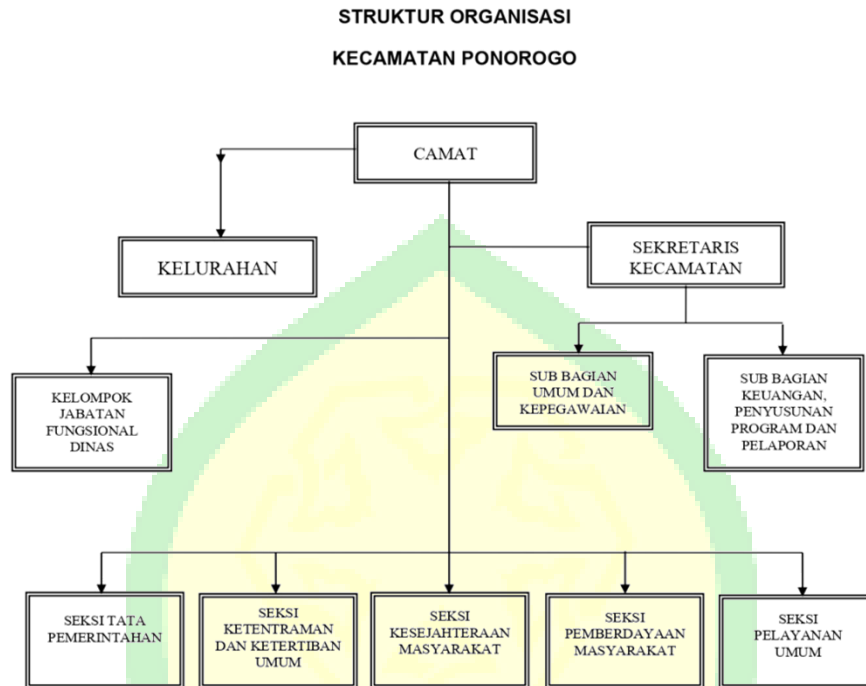 STRUKTUR ORGANISASI
KECAMATAN PONOROGO
CAMAT
KELURAHAN
SEKRETARIS
KECAMATAN
KELOMPOK
JABATAN
FUNGSIONAL
DINAS
SUB BAGIAN
UMUM DAN
KEPEGAWAIAN
SUB BAGIAN
KEUANGAN,
PENYUSUNAN
PROGRAM DAN
PELAPORAN
SEKSI TATA
PEMERINTAHAN
SEKSI
KETENTRAMAN
DAN KETERTIBAN
UMUM
SEKSI
KESEJAHTERAAN
MASYARAKAT
SEKSI
PEMBERDAYAAN
MASYARAKAT
SEKSI
PELAYANAN
UMUM